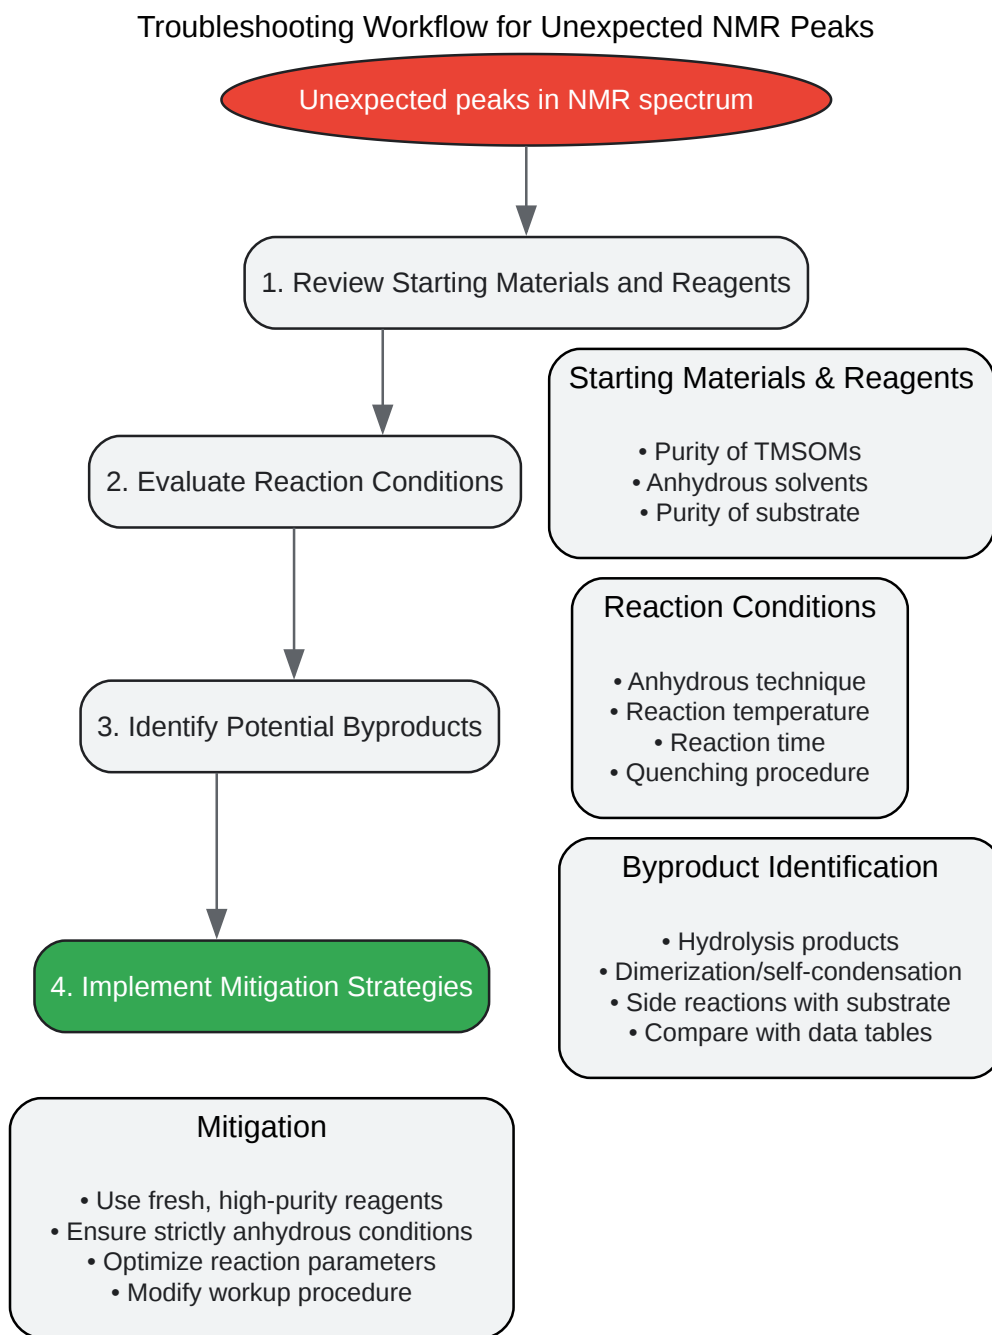 Troubleshooting Workflow for Unexpected NMR Peaks
Unexpected peaks in NMR spectrum
1. Review Starting Materials and Reagents
Starting Materials & Reagents
• Purity of TMSOMs
• Anhydrous solvents
• Purity of substrate
2. Evaluate Reaction Conditions
Reaction Conditions
• Anhydrous technique
• Reaction temperature
• Reaction time
• Quenching procedure
3. Identify Potential Byproducts
Byproduct Identification
• Hydrolysis products
• Dimerization/self-condensation
• Side reactions with substrate
• Compare with data tables
4. Implement Mitigation Strategies
Mitigation
• Use fresh, high-purity reagents
• Ensure strictly anhydrous conditions
• Optimize reaction parameters
• Modify workup procedure